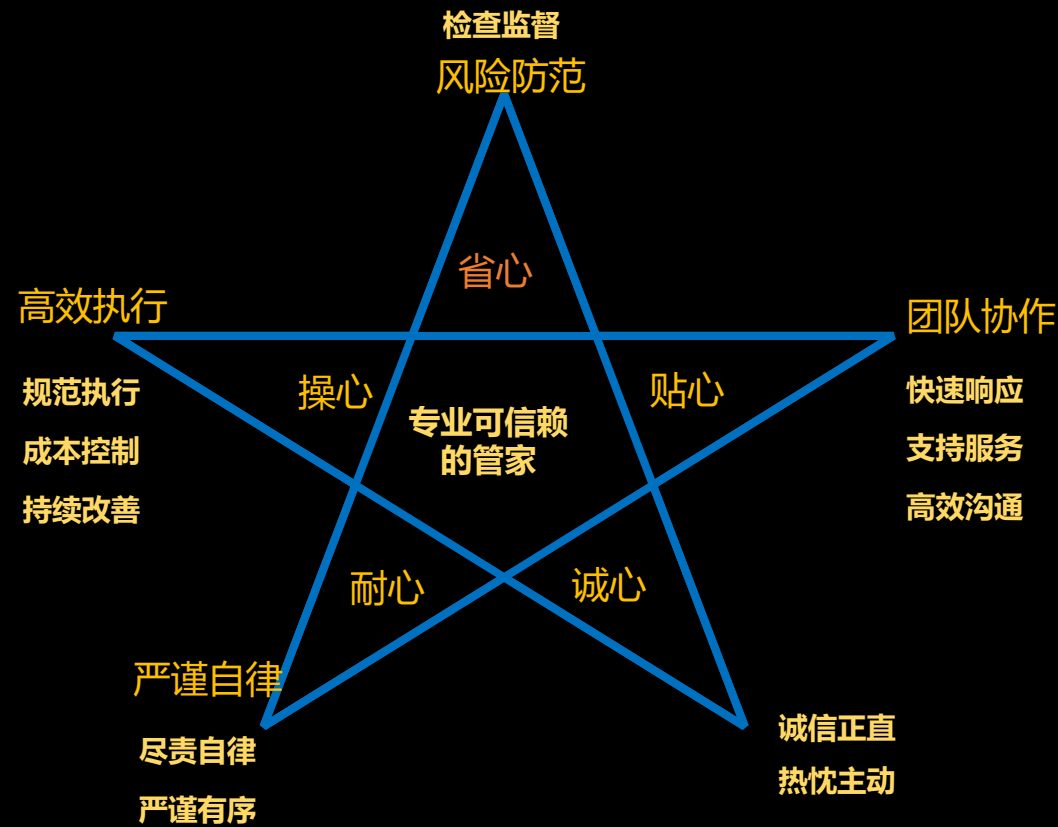 检查监督
风险防范
省心
高效执行
团队协作
操心
贴心
规范执行
专业可信赖
的管家
快速响应
成本控制
支持服务
持续改善
高效沟通
耐心
诚心
严谨自律
尽责自律
诚信正直
热忱主动
严谨有序